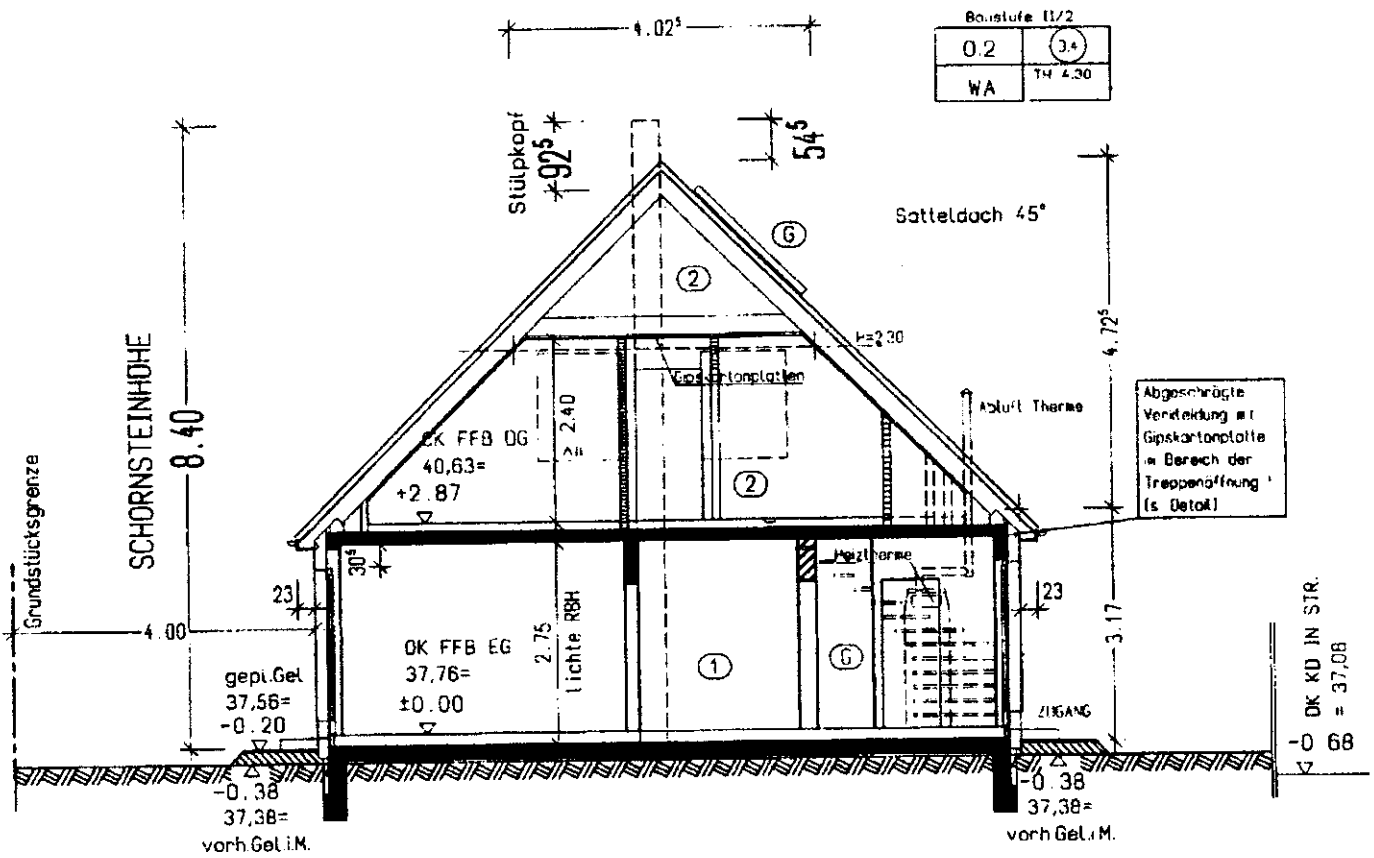 4.02⁵
Baustufe II/2
0.2
0.4
WA
TH 4.30
Stülpkopf
92⁵
54⁵
Satteldach 45°
G
2
SCHORNSTEINHÖHE
8.40
4.72⁵
h=2.30
Gipskartonplatten
Abluft Therme
Abgeschrägte
Verkleidung mit
Gipskartonplatte
im Bereich der
Treppenöffnung
(s. Detail)
2.40
OK FFB DG
40,63=
+2.87
2
Grundstücksgrenze
30⁵
Heiztherme
23
23
4.00
3.17
2.75
lichte RBH
OK FFB EG
37,76=
±0.00
1
G
gepl.Gel
37,56=
-0.20
ZUGANG
OK KD IN STR.
= 37,08
-0.68
-0.38
37,38=
vorh.Gel.i.M.
-0.38
37,38=
vorh.Gel.i.M.